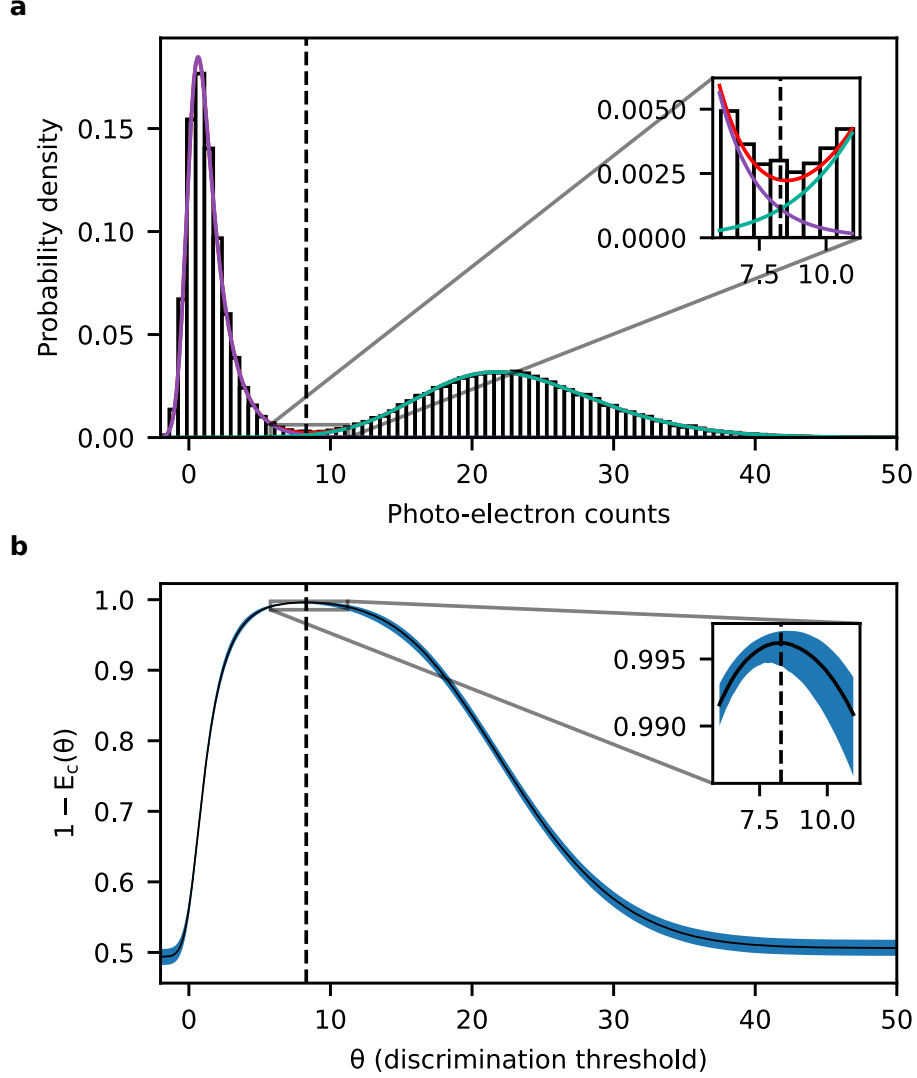 a
Probability density
0.15
0.10
0.05
0.00
0.0050
0.0025
0.0000
7.5 10.0
0 10 20 30 40 50
Photo-electron counts
b
1 − E_c(θ)
1.0
0.9
0.8
0.7
0.6
0.5
0.995
0.990
7.5 10.0
0 10 20 30 40 50
θ (discrimination threshold)